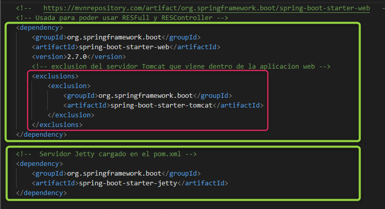 <!-- https://mvnrepository.com/artifact/org.springframework.boot/spring-boot-starter-web -->
<!-- Usada para poder usar RESFull y RESController -->
<dependency>
<groupId>org.springframework.boot</groupId>
<artifactId>spring-boot-starter-web</artifactId>
<version>2.7.0</version>
<!-- exclusion del servidor Tomcat que viene dentro de la aplicacion web -->
<exclusions>
<exclusion>
<groupId>org.springframework.boot</groupId>
<artifactId>spring-boot-starter-tomcat</artifactId>
</exclusion>
</exclusions>
</dependency>
<!-- Servidor Jetty cargado en el pom.xml -->
<dependency>
<groupId>org.springframework.boot</groupId>
<artifactId>spring-boot-starter-jetty</artifactId>
</dependency>